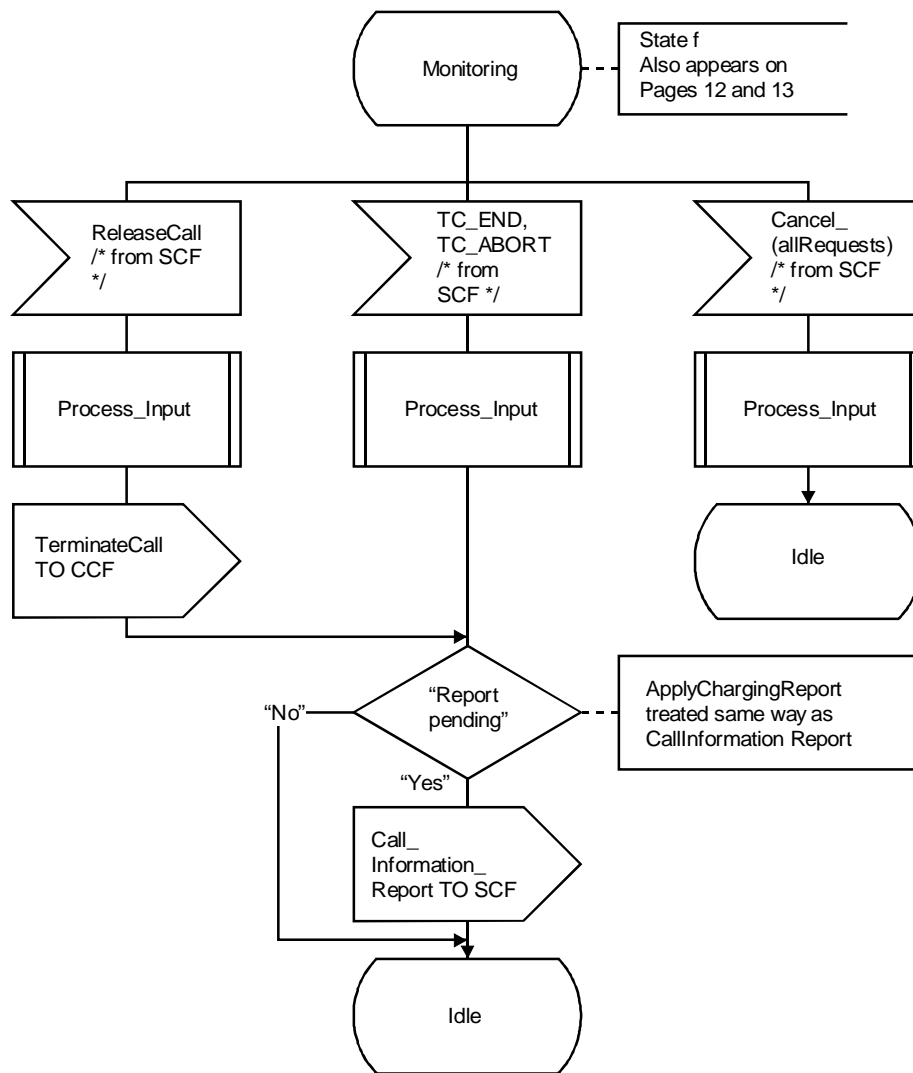 Monitoring
State f
Also appears on
Pages 12 and 13
ReleaseCall
/* from SCF
*/
TC_END,
TC_ABORT
/* from
SCF */
Cancel_
(allRequests)
/* from SCF
*/
Process_Input
Process_Input
Process_Input
TerminateCall
TO CCF
Idle
“Report
pending”
“No”
ApplyChargingReport
treated same way as
CallInformation Report
“Yes”
Call_
Information_
Report TO SCF
Idle